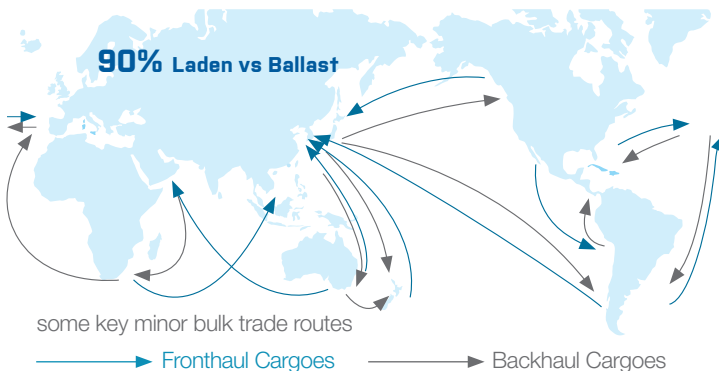 90% Laden vs Ballast
some key minor bulk trade routes
Fronthaul Cargoes
Backhaul Cargoes